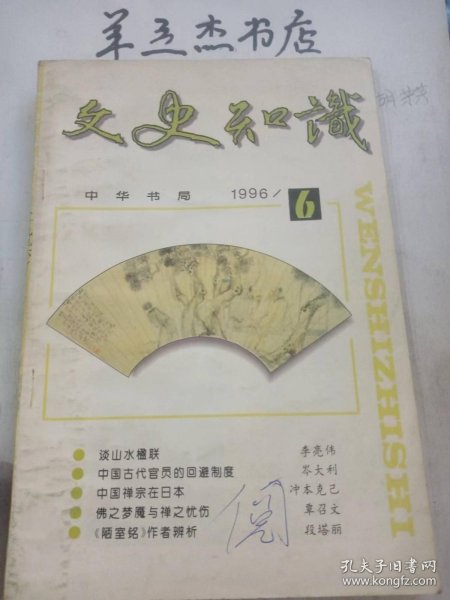 羊立杰书店
文史知識
中华书局 1996/6
WENSHIZHISHI
谈山水楹联 李亮伟
中国古代官员的回避制度 岑大利
中国禅宗在日本 冲本克己
佛之梦魇与禅之忧伤 覃召文
《陋室铭》作者辨析 段塔丽
阅
孔夫子旧书网
www.kongfz.com